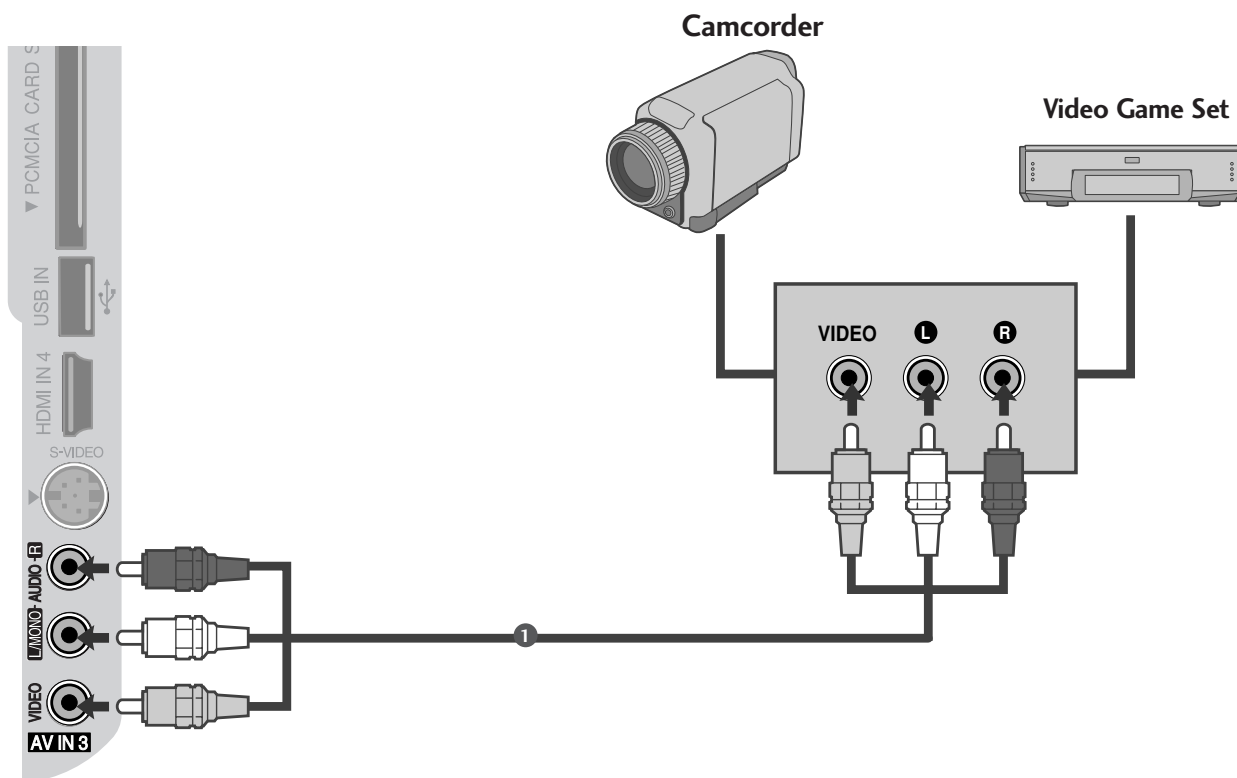 Camcorder
Video Game Set
▼ PCMCIA CARD
USB IN
HDMI IN 4
S-VIDEO
VIDEO L R
L/MONO - AUDIO - R
1
VIDEO
AV IN 3